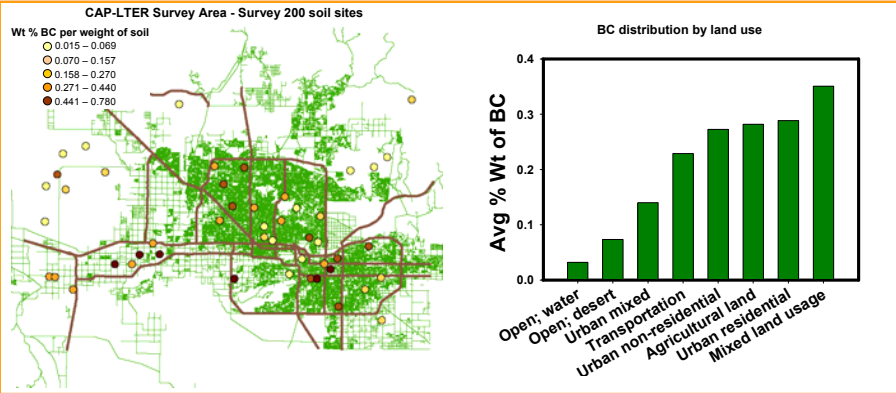 CAP-LTER Survey Area - Survey 200 soil sites
Wt % BC per weight of soil
0.015 – 0.069
0.070 – 0.157
0.158 – 0.270
0.271 – 0.440
0.441 – 0.780
BC distribution by land use
Avg % Wt of BC
0.4
0.3
0.2
0.1
0.0
Open; water
Open; desert
Urban mixed
Transportation
Urban non-residential
Agricultural land
Urban residential
Mixed land usage